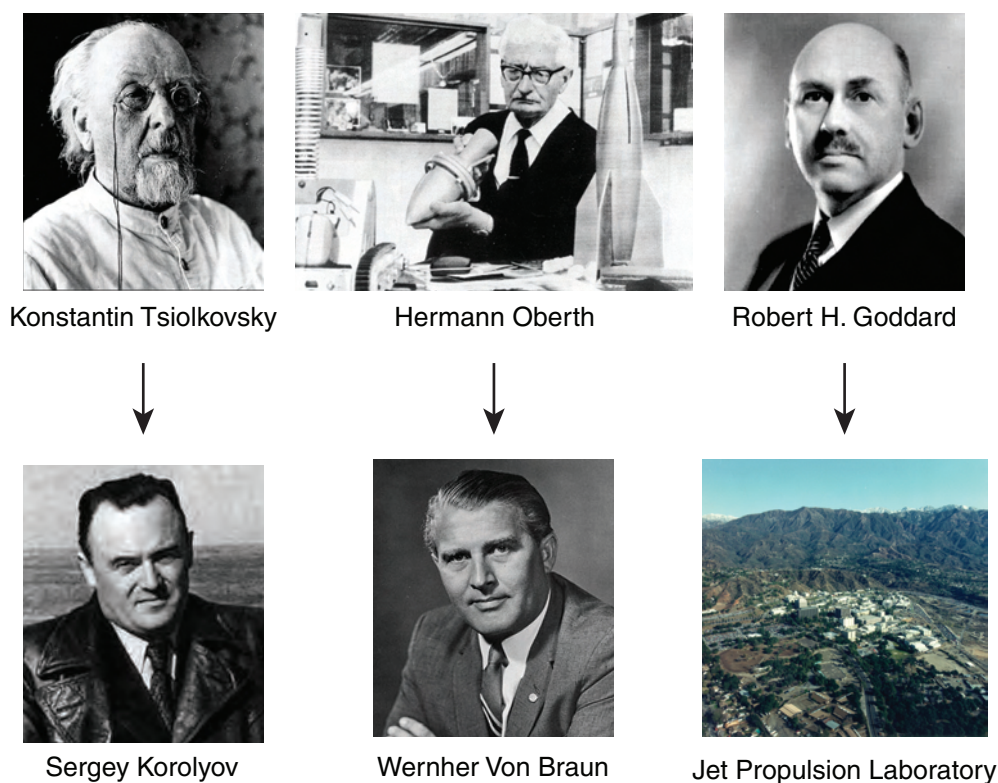 Konstantin Tsiolkovsky
Hermann Oberth
Robert H. Goddard
Sergey Korolyov
Wernher Von Braun
Jet Propulsion Laboratory